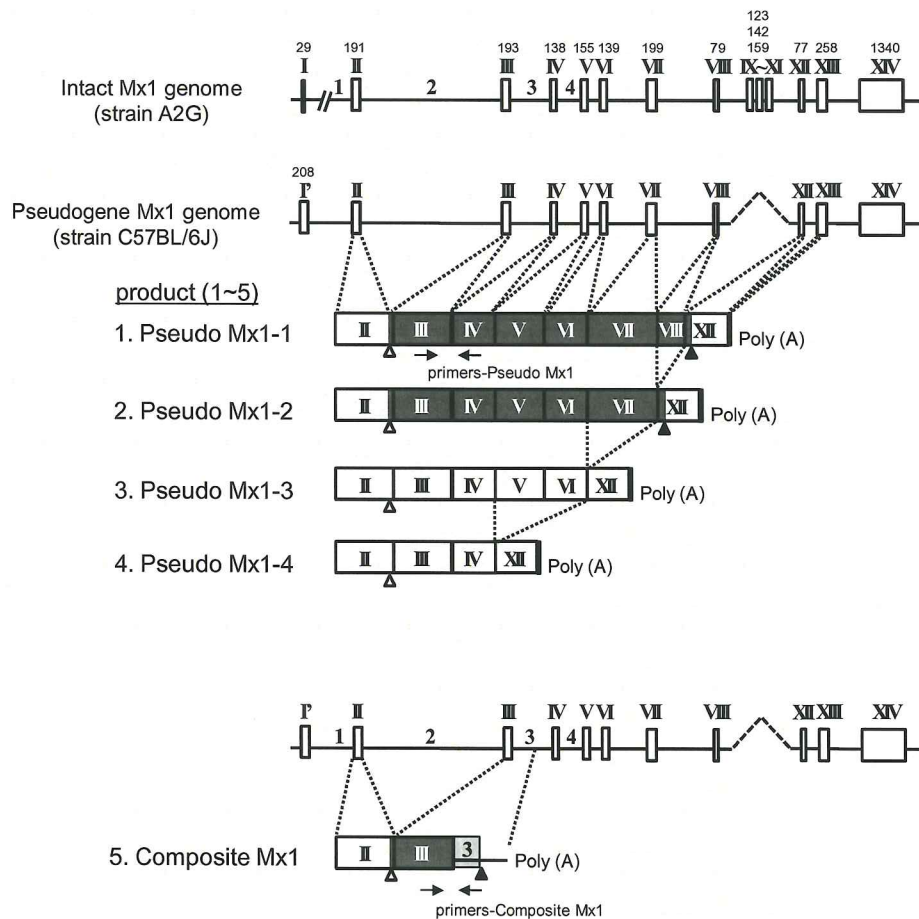 123
142
29 191 193 138 155 139 199 79 159 77 258 1340
I II III IV V VI VII VIII IX~XI XII XIII XIV
Intact Mx1 genome
(strain A2G)
1 2 3 4
208
I' II III IV V VI VII VIII XII XIII XIV
Pseudogene Mx1 genome
(strain C57BL/6J)
product (1~5)
1. Pseudo Mx1-1 II III IV V VI VII VIII XII Poly (A)
primers-Pseudo Mx1
2. Pseudo Mx1-2 II III IV V VI VII XII Poly (A)
3. Pseudo Mx1-3 II III IV V VI XII Poly (A)
4. Pseudo Mx1-4 II III IV XII Poly (A)
I' II III IV V VI VII VIII XII XIII XIV
1 2 3 4
5. Composite Mx1 II III 3 Poly (A)
primers-Composite Mx1